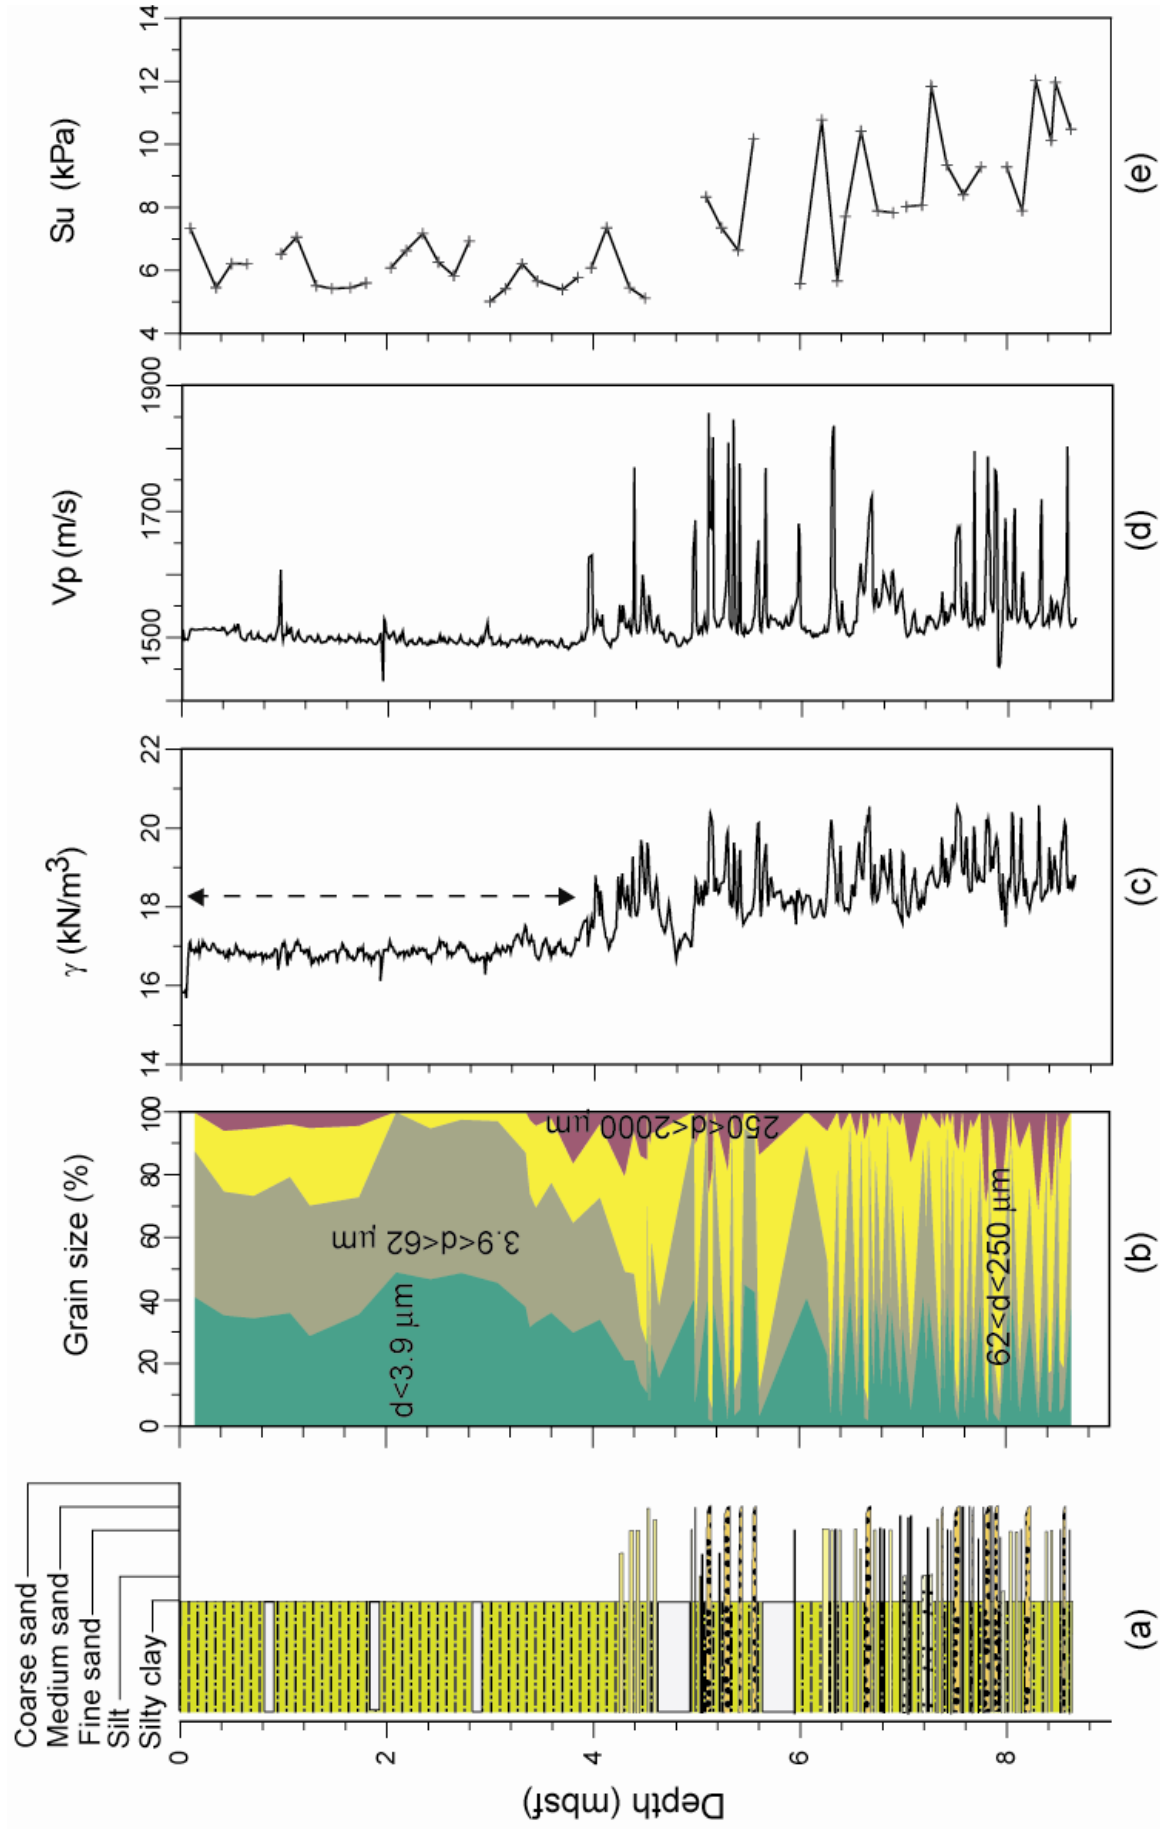 Su (kPa)
4 6 8 10 12 14
(e)
Vp (m/s)
1500 1700 1900
(d)
γ (kN/m³)
14 16 18 20 22
(c)
Grain size (%)
0 20 40 60 80 100
d<3.9 µm
3.9<d<62 µm
62<d<250 µm
250<d<2000 µm
(b)
Coarse sand
Medium sand
Fine sand
Silt
Silty clay
(a)
0 2 4 6 8
Depth (mbsf)